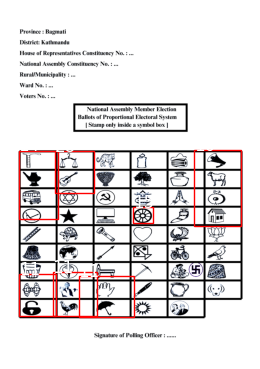 Province : Bagmati
District: Kathmandu
House of Representatives Constituency No. : ...
National Assembly Constituency No. : ...
Rural/Municipality : ...
Ward No. : ...
Voters No. : ...
National Assembly Member Election
Ballots of Proportional Electoral System
[ Stamp only inside a symbol box ]
Signature of Polling Officer : ......